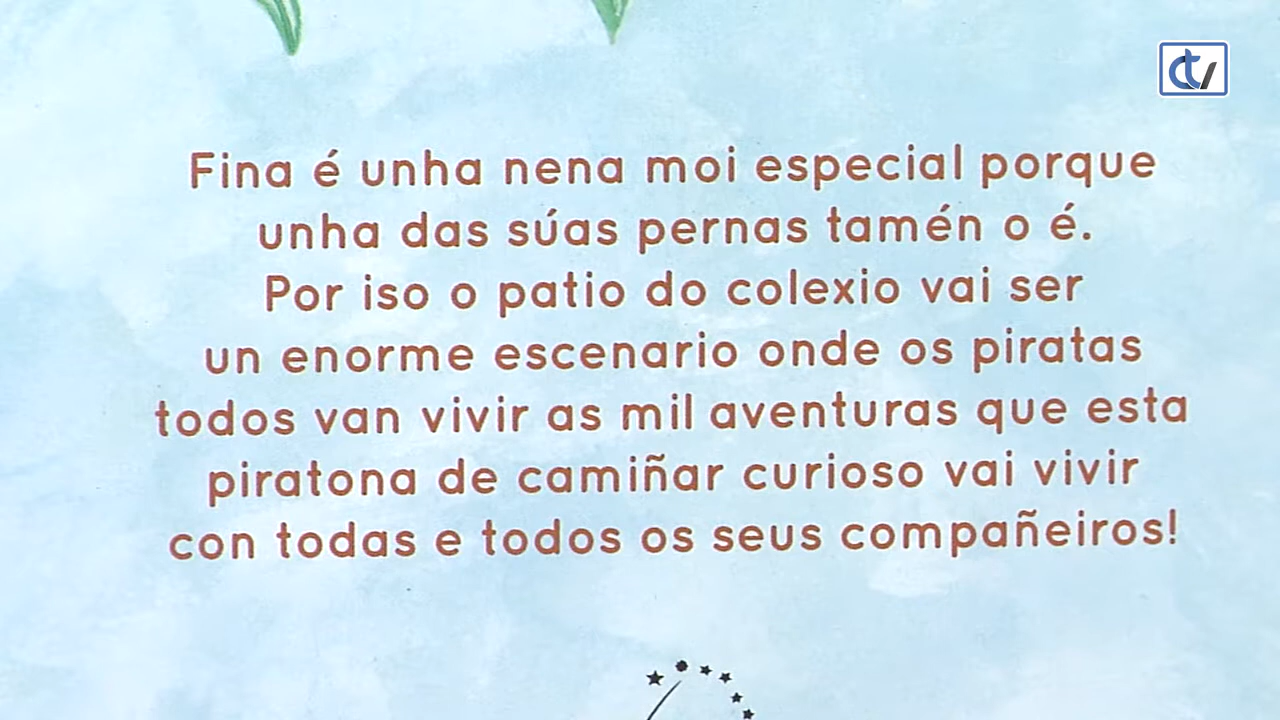 CTV
Fina é unha nena moi especial porque
unha das súas pernas tamén o é.
Por iso o patio do colexio vai ser
un enorme escenario onde os piratas
todos van vivir as mil aventuras que esta
piratona de camiñar curioso vai vivir
con todas e todos os seus compañeiros!